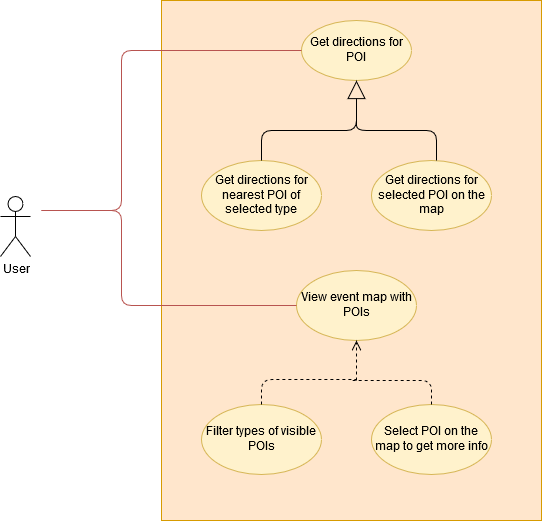 Get directions for
POI
Get directions for
nearest POI of
selected type
Get directions for
selected POI on the
map
User
View event map with
POIs
Filter types of visible
POIs
Select POI on the
map to get more info